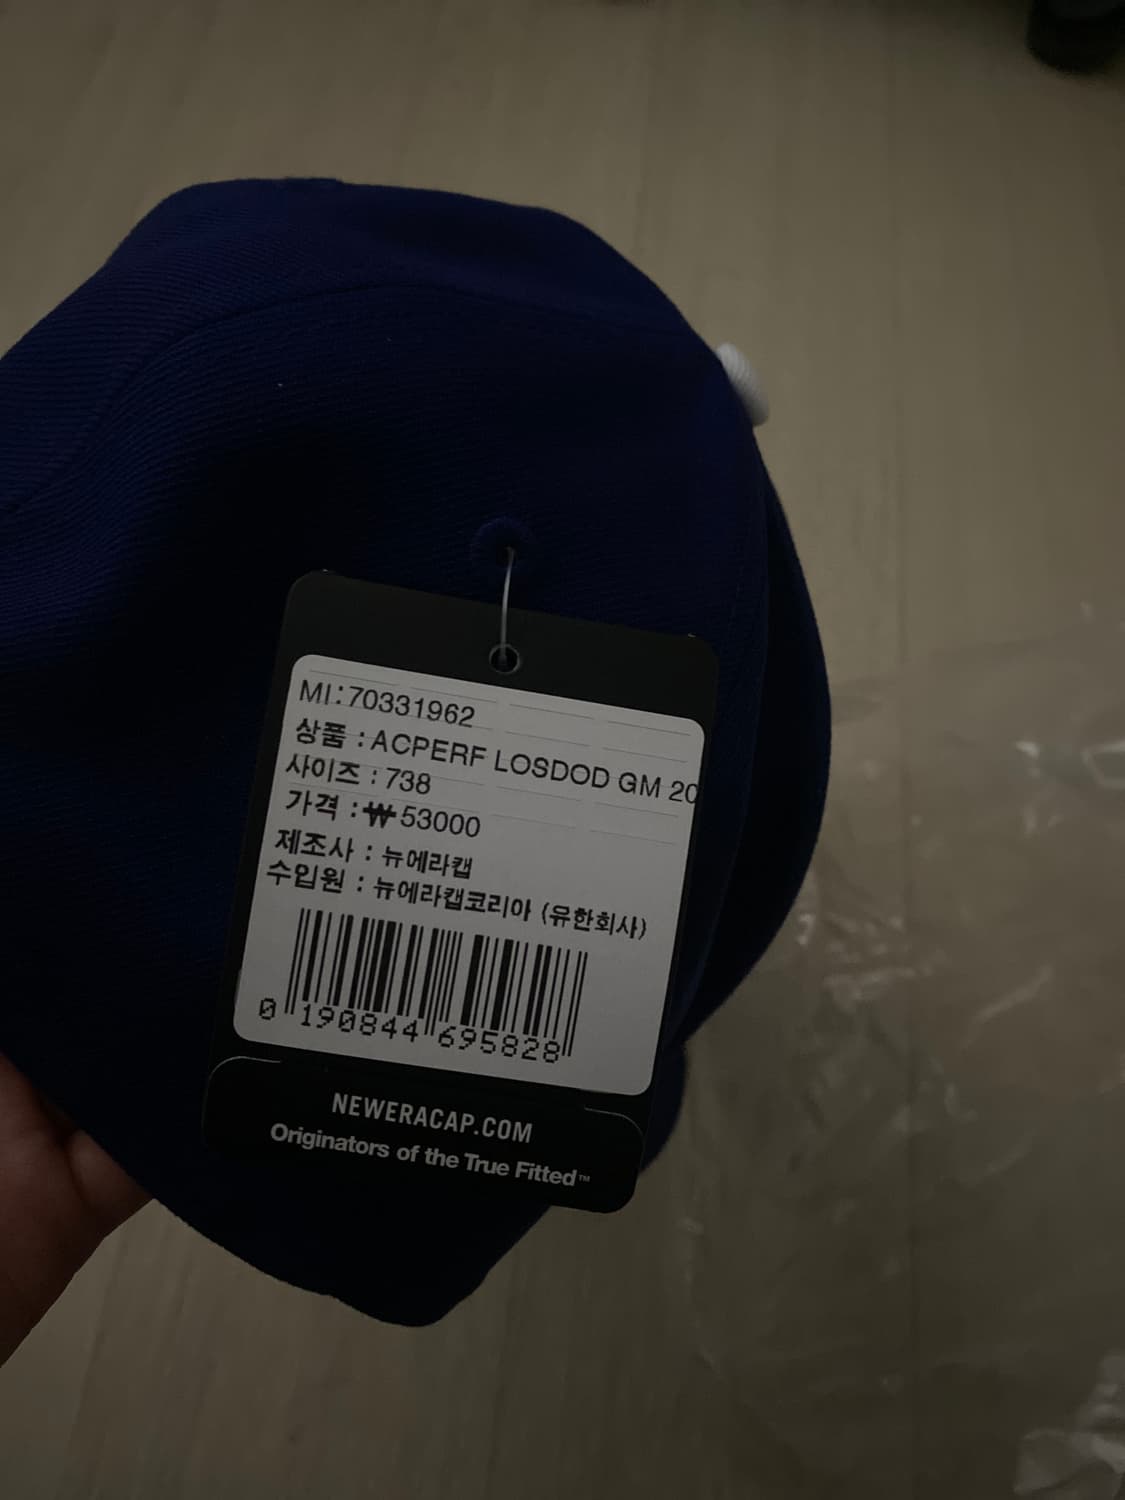 MI:70331962
상품 : ACPERF LOSDOD GM 20
사이즈 : 738
가격 : ₩ 53000
제조사 : 뉴에라캡
수입원 : 뉴에라캡코리아 (유한회사)
0 190844 695828
NEWERACAP.COM
Originators of the True Fitted™